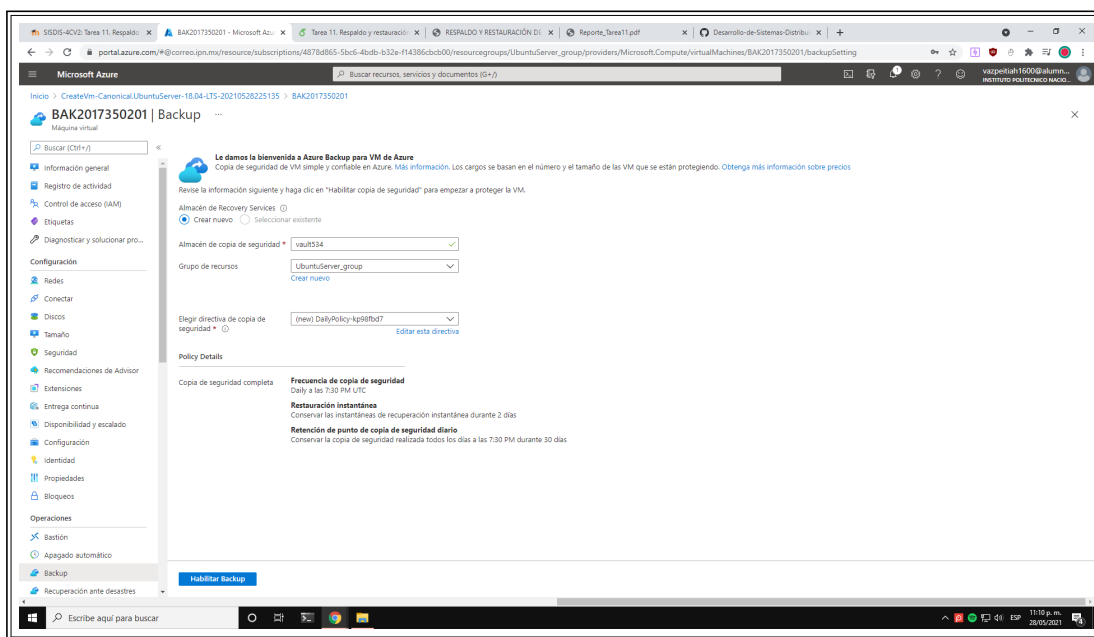 SISDIS-4CV2: Tarea 11. Respaldo
BAK2017350201 - Microsoft Azu
Tarea 11. Respaldo y restauración
RESPALDO Y RESTAURACIÓN DE
Reporte_Tarea11.pdf
Desarrollo-de-Sistemas-Distribui
portal.azure.com/#@correo.ipn.mx/resource/subscriptions/4878d865-5bc6-4bdb-b32e-f14386cbcb00/resourcegroups/UbuntuServer_group/providers/Microsoft.Compute/virtualMachines/BAK2017350201/backupSetting
Microsoft Azure
Buscar recursos, servicios y documentos (G+/)
1
vazpeitiah1600@alumn...
INSTITUTO POLITECNICO NACIO...
Inicio > CreateVm-Canonical.UbuntuServer-18.04-LTS-20210528225135 > BAK2017350201
BAK2017350201 | Backup ...
Máquina virtual
Buscar (Ctrl+/)
Información general
Registro de actividad
Control de acceso (IAM)
Etiquetas
Diagnosticar y solucionar pro...
Configuración
Redes
Conectar
Discos
Tamaño
Seguridad
Recomendaciones de Advisor
Extensiones
Entrega continua
Disponibilidad y escalado
Configuración
Identidad
Propiedades
Bloqueos
Operaciones
Bastión
Apagado automático
Backup
Recuperación ante desastres
Le damos la bienvenida a Azure Backup para VM de Azure
Copia de seguridad de VM simple y confiable en Azure. Más información. Los cargos se basan en el número y el tamaño de las VM que se están protegiendo. Obtenga más información sobre precios
Revise la información siguiente y haga clic en "Habilitar copia de seguridad" para empezar a proteger la VM.
Almacén de Recovery Services
Crear nuevo Seleccionar existente
Almacén de copia de seguridad * vault534
Grupo de recursos UbuntuServer_group
Crear nuevo
Elegir directiva de copia de seguridad * (new) DailyPolicy-kp98fbd7
Editar esta directiva
Policy Details
Copia de seguridad completa
Frecuencia de copia de seguridad
Daily a las 7:30 PM UTC
Restauración instantánea
Conservar las instantáneas de recuperación instantánea durante 2 días
Retención de punto de copia de seguridad diario
Conservar la copia de seguridad realizada todos los días a las 7:30 PM durante 30 días
Habilitar Backup
Escribe aquí para buscar
ESP
11:10 p. m.
28/05/2021